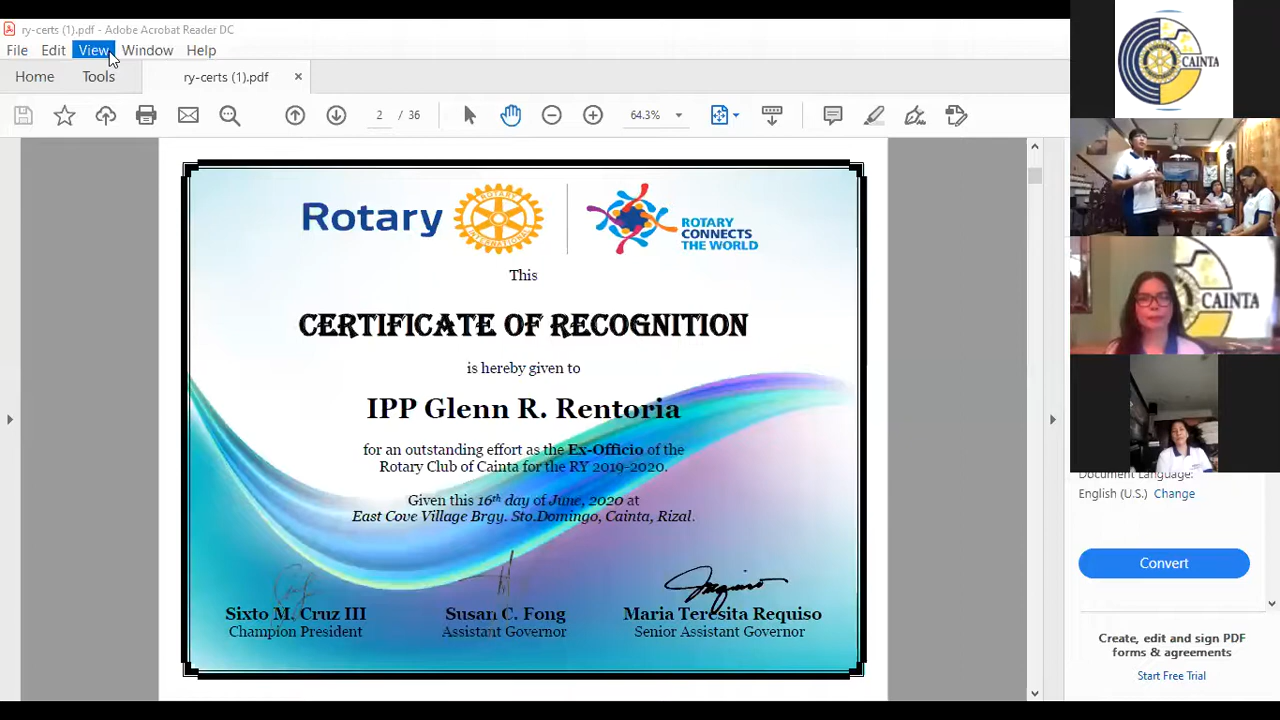 ry-certs (1).pdf - Adobe Acrobat Reader DC
File Edit View Window Help
Home Tools ry-certs (1).pdf ×
2 / 36 64.3%
Rotary
ROTARY INTERNATIONAL
ROTARY
CONNECTS
THE WORLD
This
CERTIFICATE OF RECOGNITION
is hereby given to
IPP Glenn R. Rentoria
for an outstanding effort as the Ex-Officio of the
Rotary Club of Cainta for the RY 2019-2020.
Given this 16th day of June, 2020 at
East Cove Village Brgy. Sto.Domingo, Cainta, Rizal.
Sixto M. Cruz III
Champion President
Susan C. Fong
Assistant Governor
Maria Teresita Requiso
Senior Assistant Governor
CAINTA
CAINTA
Document Language:
English (U.S.) Change
Convert
Create, edit and sign PDF
forms & agreements
Start Free Trial